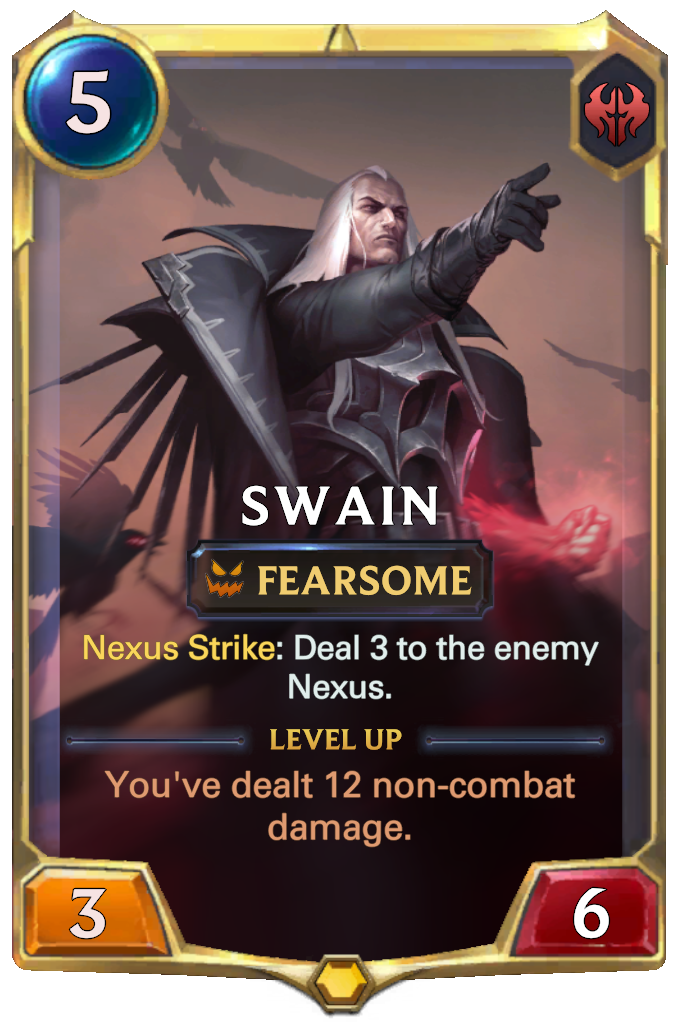 5
SWAIN
FEARSOME
Nexus Strike: Deal 3 to the enemy
Nexus.
LEVEL UP
You've dealt 12 non-combat
damage.
3
6